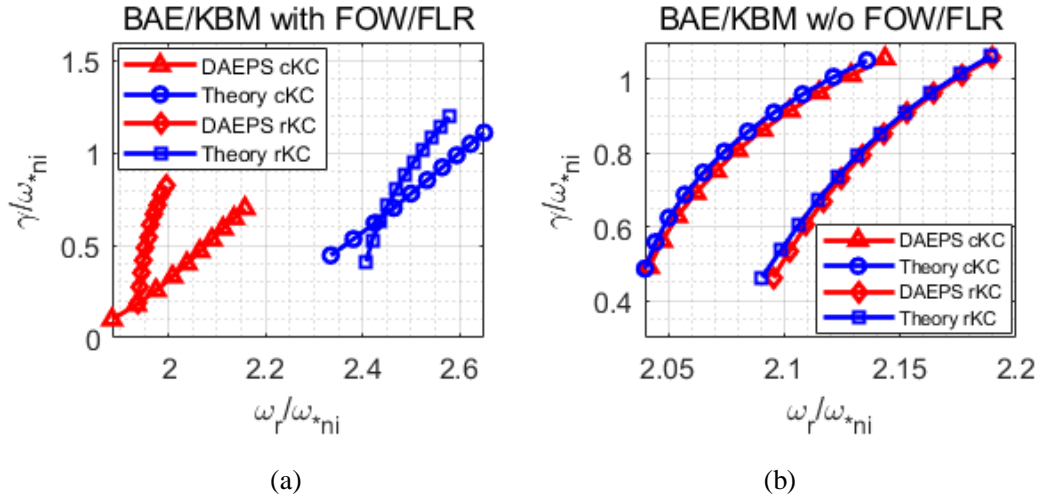 BAE/KBM with FOW/FLR
1.5
1
0.5
0
γ/ω*ni
DAEPS cKC
Theory cKC
DAEPS rKC
Theory rKC
2
2.2
2.4
2.6
ωr/ω*ni
(a)
BAE/KBM w/o FOW/FLR
1
0.8
0.6
0.4
γ/ω*ni
DAEPS cKC
Theory cKC
DAEPS rKC
Theory rKC
2.05
2.1
2.15
2.2
ωr/ω*ni
(b)